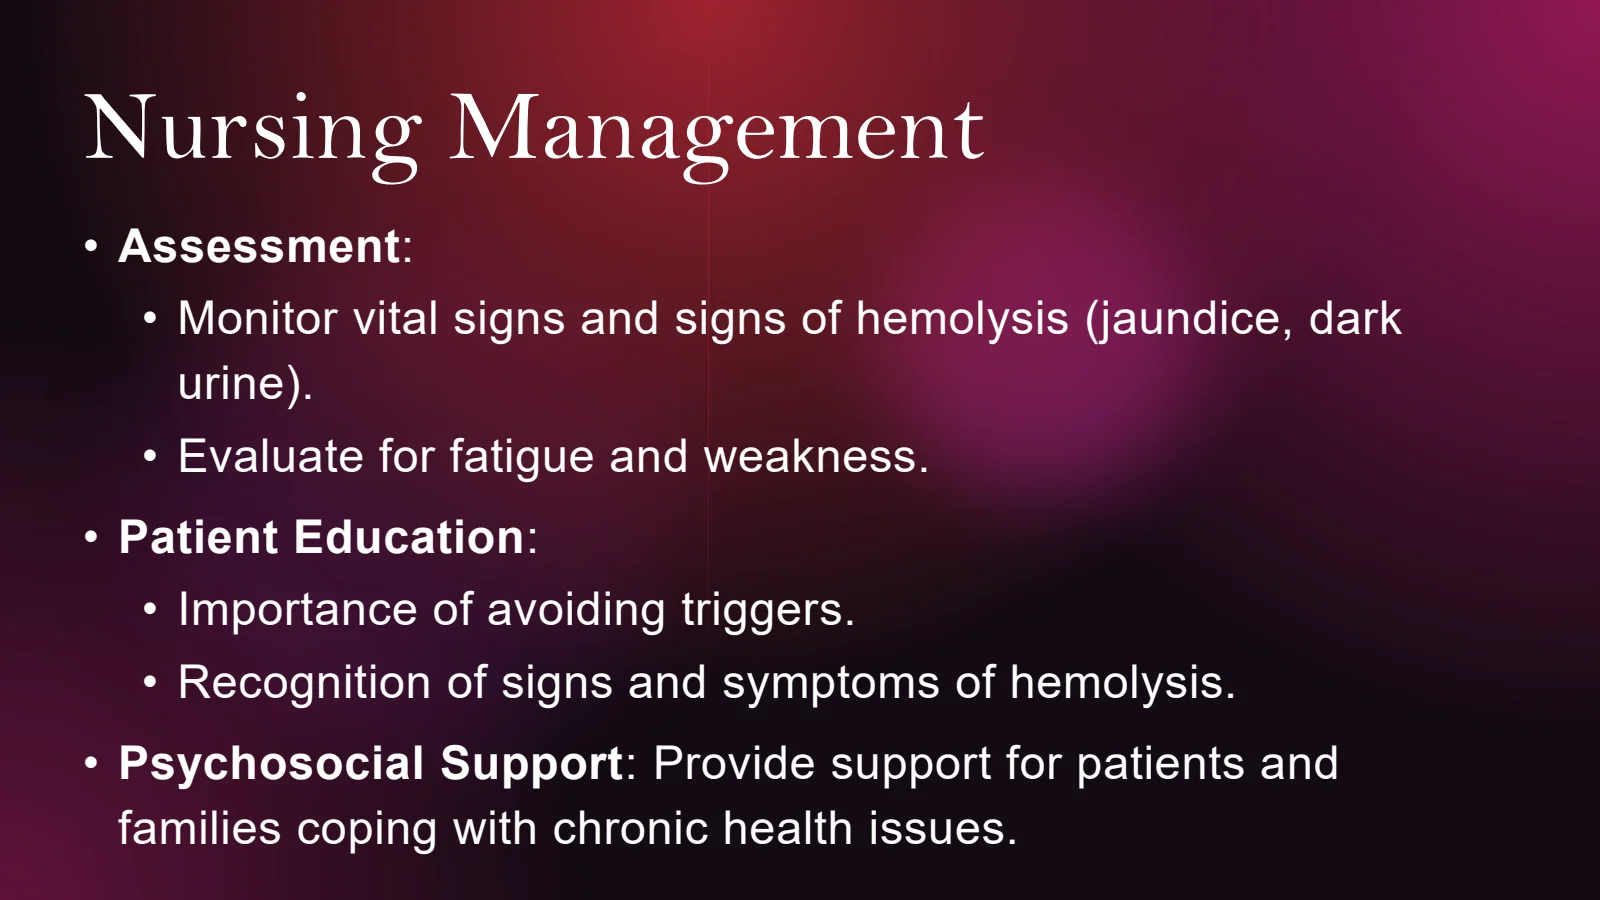 Nursing Management
• Assessment:
• Monitor vital signs and signs of hemolysis (jaundice, dark
urine).
• Evaluate for fatigue and weakness.
• Patient Education:
• Importance of avoiding triggers.
• Recognition of signs and symptoms of hemolysis.
• Psychosocial Support: Provide support for patients and
families coping with chronic health issues.